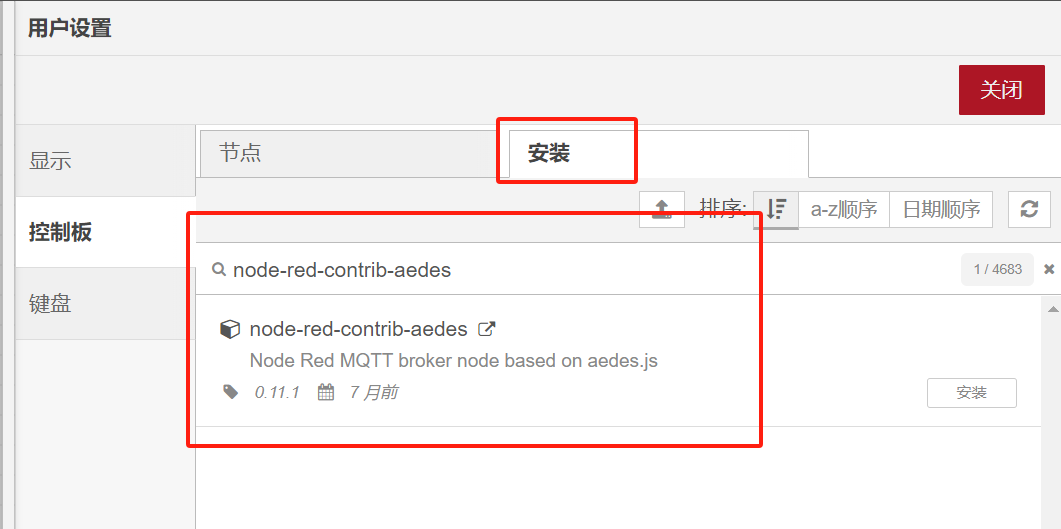 用户设置
关闭
显示
控制板
键盘
节点
安装
排序: a-z顺序 日期顺序
node-red-contrib-aedes 1 / 4683
node-red-contrib-aedes
Node Red MQTT broker node based on aedes.js
0.11.1 7 月前
安装